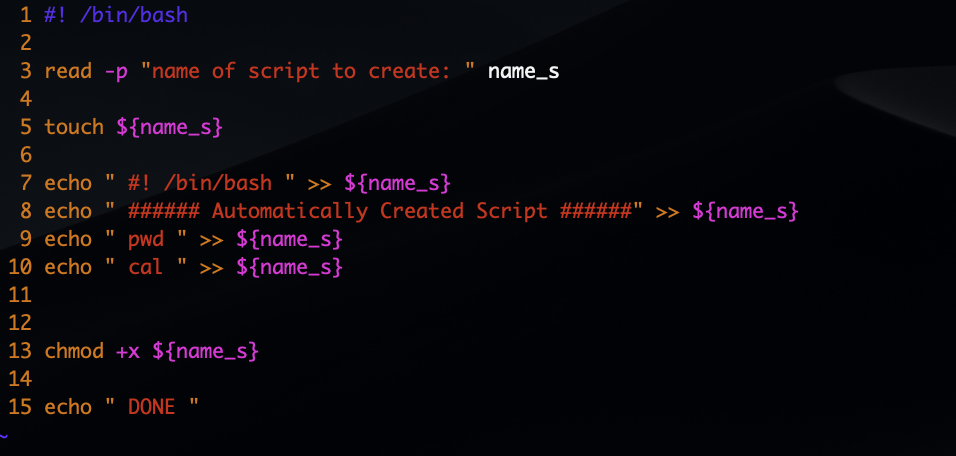 1 #! /bin/bash
2
3 read -p "name of script to create: " name_s
4
5 touch ${name_s}
6
7 echo " #! /bin/bash " >> ${name_s}
8 echo " ###### Automatically Created Script ######" >> ${name_s}
9 echo " pwd " >> ${name_s}
10 echo " cal " >> ${name_s}
11
12
13 chmod +x ${name_s}
14
15 echo " DONE "
~